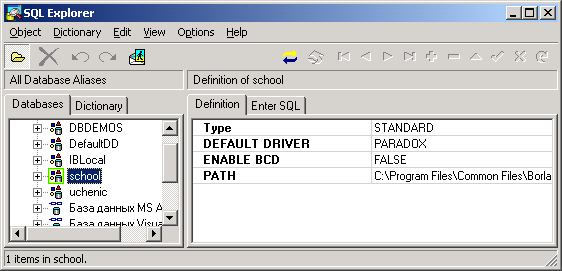 SQL Explorer
Object Dictionary Edit View Options Help
All Database Aliases
Definition of school
Databases Dictionary
Definition Enter SQL
DBDEMOS
DefaultDD
IBLocal
school
uchenic
База данных MS A
База данных Visua
Type STANDARD
DEFAULT DRIVER PARADOX
ENABLE BCD FALSE
PATH C:\Program Files\Common Files\Borla
1 items in school.